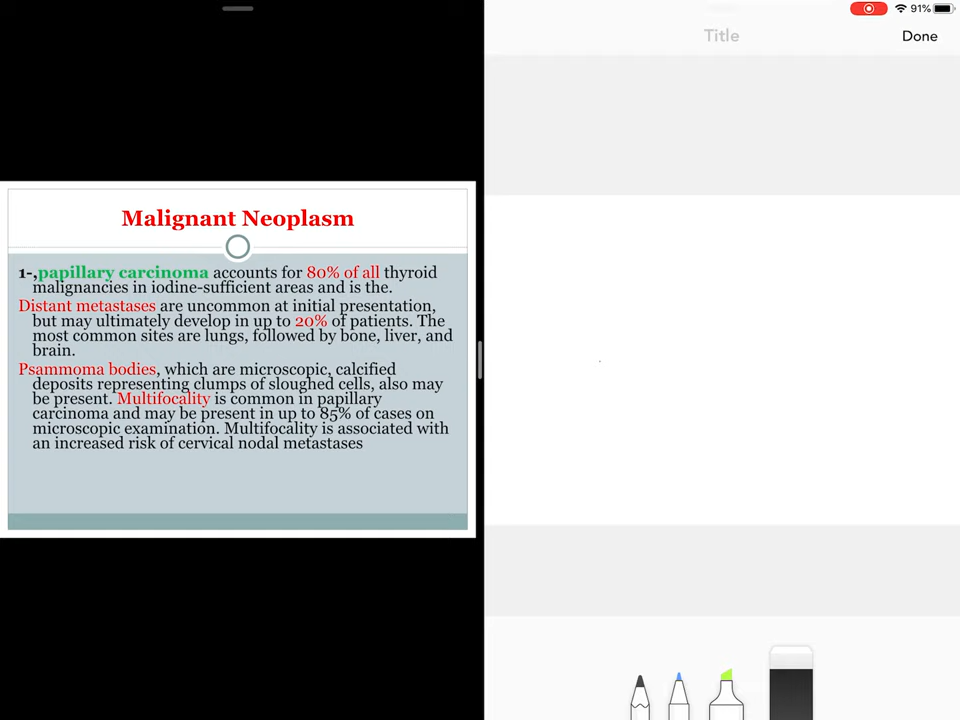 91%
Title
Done
Malignant Neoplasm
1-,papillary carcinoma accounts for 80% of all thyroid
malignancies in iodine-sufficient areas and is the.
Distant metastases are uncommon at initial presentation,
but may ultimately develop in up to 20% of patients. The
most common sites are lungs, followed by bone, liver, and
brain.
Psammoma bodies, which are microscopic, calcified
deposits representing clumps of sloughed cells, also may
be present. Multifocality is common in papillary
carcinoma and may be present in up to 85% of cases on
microscopic examination. Multifocality is associated with
an increased risk of cervical nodal metastases